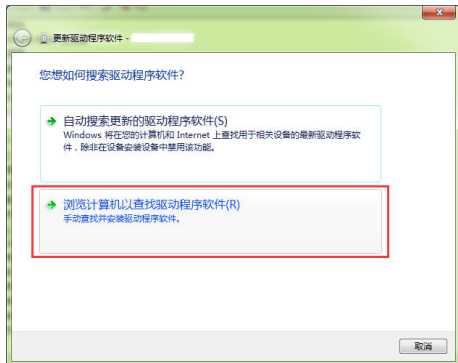 更新驱动程序软件 -
您想如何搜索驱动程序软件?
自动搜索更新的驱动程序软件(S)
Windows 将在您的计算机和 Internet 上查找用于相关设备的最新驱动程序软
件，除非在设备安装设备中禁用该功能。
浏览计算机以查找驱动程序软件(R)
手动查找并安装驱动程序软件。
取消